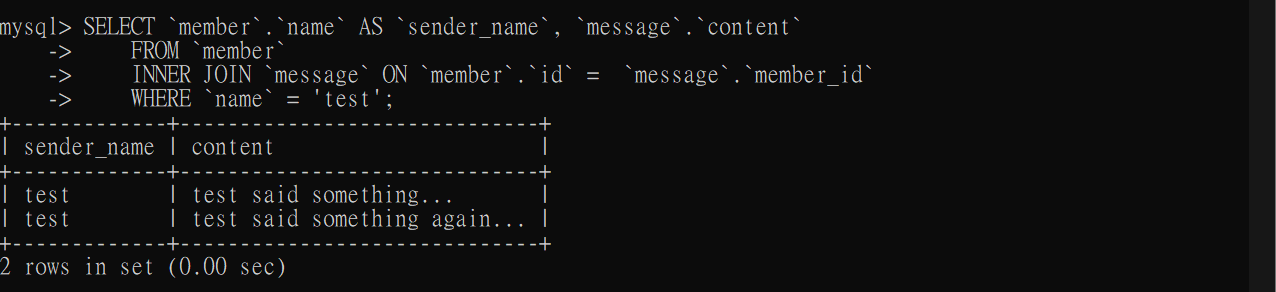 mysql> SELECT `member`.`name` AS `sender_name`, `message`.`content`
    ->     FROM `member`
    ->     INNER JOIN `message` ON `member`.`id` =  `message`.`member_id`
    ->     WHERE `name` = 'test';
+-------------+------------------------------+
| sender_name | content                      |
+-------------+------------------------------+
| test        | test said something...       |
| test        | test said something again... |
+-------------+------------------------------+
2 rows in set (0.00 sec)